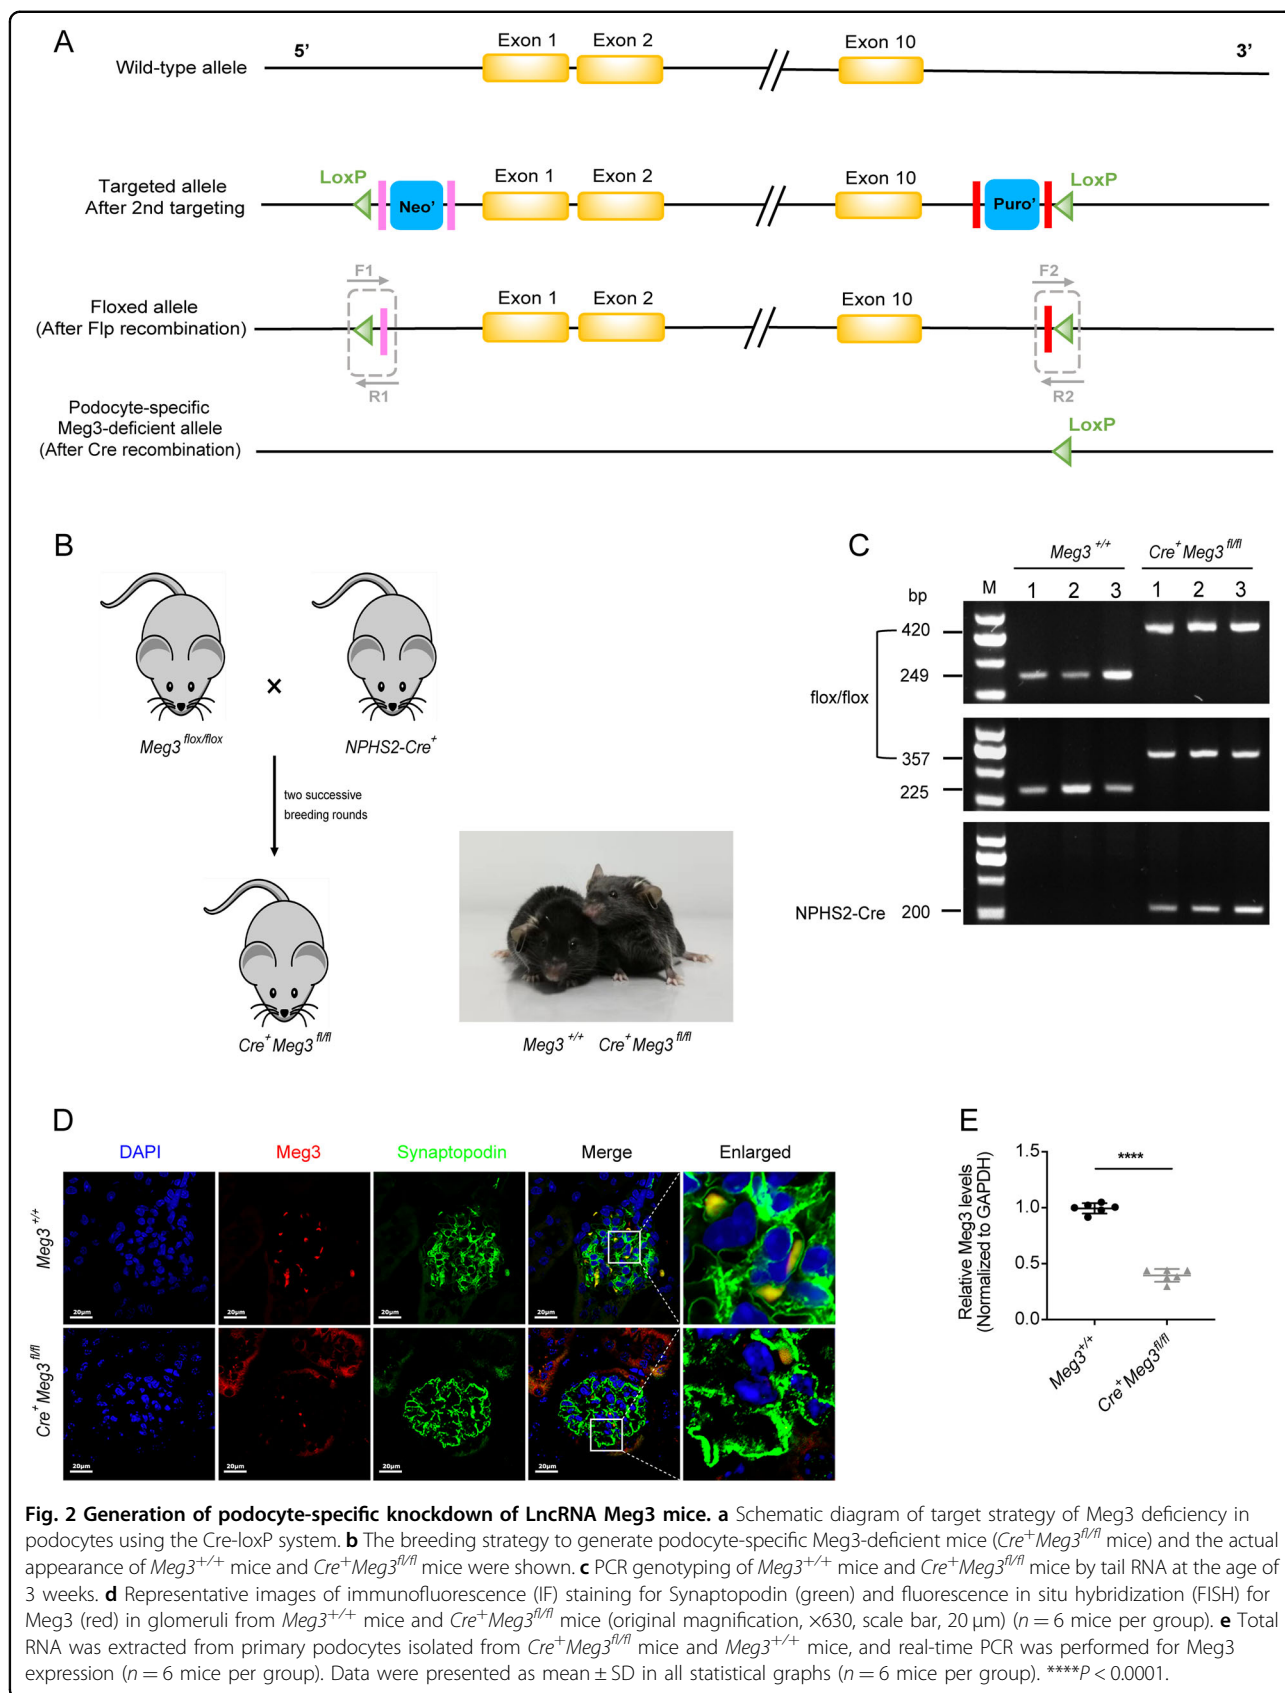 A
5’ 3’
Exon 1 Exon 2 Exon 10
Wild-type allele
Targeted allele
After 2nd targeting
LoxP Neo’ Exon 1 Exon 2 Exon 10 Puro’ LoxP
Floxed allele
(After Flp recombination)
F1 R1 Exon 1 Exon 2 Exon 10 F2 R2
Podocyte-specific
Meg3-deficient allele
(After Cre recombination)
LoxP
B
Meg3 flox/flox × NPHS2-Cre+
two successive
breeding rounds
Cre+Meg3 fl/fl
Meg3 +/+ Cre+Meg3 fl/fl
C
Meg3 +/+ Cre+Meg3 fl/fl
bp M 1 2 3 1 2 3
420
249
flox/flox
357
225
NPHS2-Cre 200
D
DAPI Meg3 Synaptopodin Merge Enlarged
Meg3 +/+
20μm 20μm 20μm 20μm
Cre+Meg3 fl/fl
20μm 20μm 20μm 20μm
E
Relative Meg3 levels
(Normalized to GAPDH)
1.5
1.0
0.5
0.0
****
Meg3+/+ Cre+Meg3fl/fl
Fig. 2 Generation of podocyte-specific knockdown of LncRNA Meg3 mice. a Schematic diagram of target strategy of Meg3 deficiency in
podocytes using the Cre-loxP system. b The breeding strategy to generate podocyte-specific Meg3-deficient mice (Cre+Meg3fl/fl mice) and the actual
appearance of Meg3+/+ mice and Cre+Meg3fl/fl mice were shown. c PCR genotyping of Meg3+/+ mice and Cre+Meg3fl/fl mice by tail RNA at the age of
3 weeks. d Representative images of immunofluorescence (IF) staining for Synaptopodin (green) and fluorescence in situ hybridization (FISH) for
Meg3 (red) in glomeruli from Meg3+/+ mice and Cre+Meg3fl/fl mice (original magnification, ×630, scale bar, 20 μm) (n = 6 mice per group). e Total
RNA was extracted from primary podocytes isolated from Cre+Meg3fl/fl mice and Meg3+/+ mice, and real-time PCR was performed for Meg3
expression (n = 6 mice per group). Data were presented as mean ± SD in all statistical graphs (n = 6 mice per group). ****P < 0.0001.